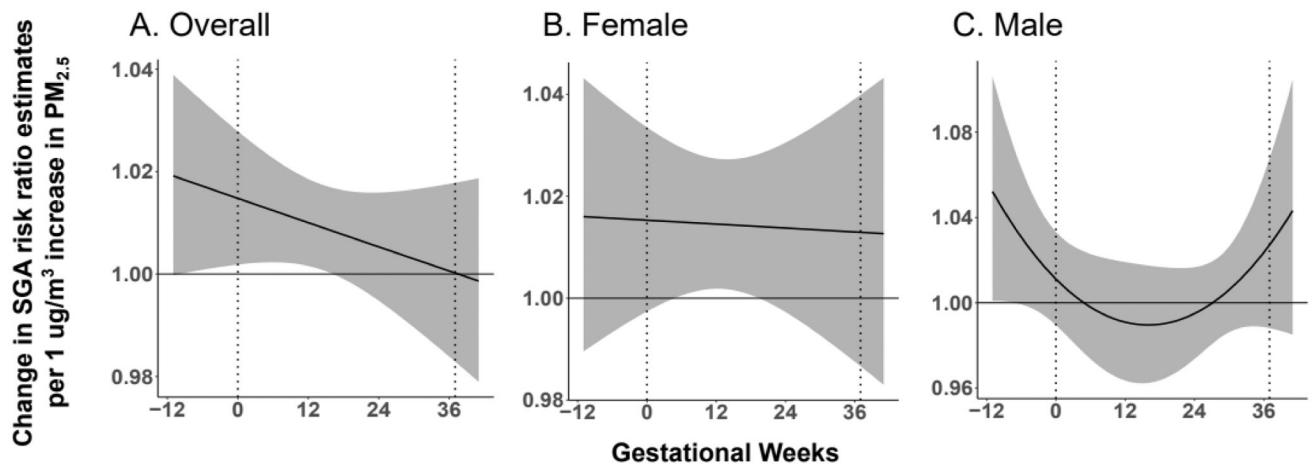 Change in SGA risk ratio estimates
per 1 ug/m³ increase in PM₂.₅
A. Overall
1.04
1.02
1.00
0.98
−12 0 12 24 36
B. Female
1.04
1.02
1.00
0.98
−12 0 12 24 36
C. Male
1.08
1.04
1.00
0.96
−12 0 12 24 36
Gestational Weeks